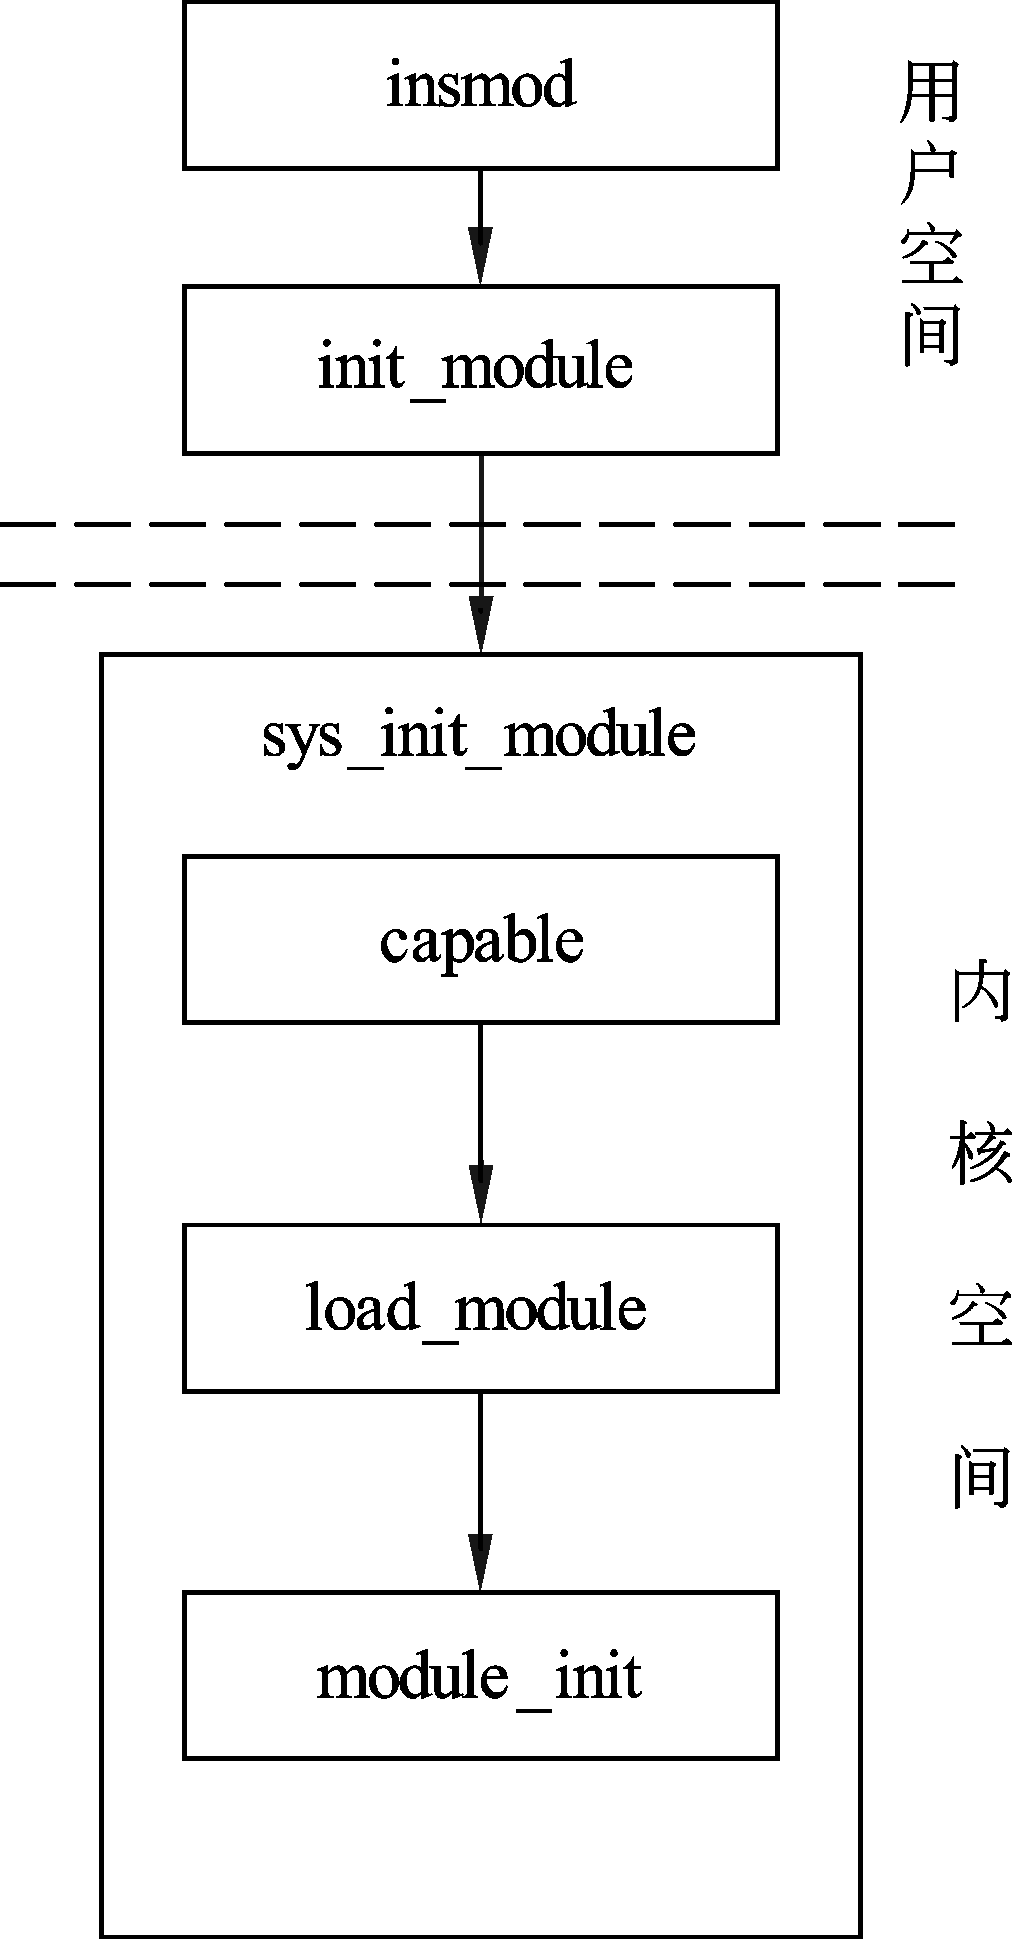 insmod
init_module
用户空间
sys_init_module
capable
load_module
module_init
内核空间